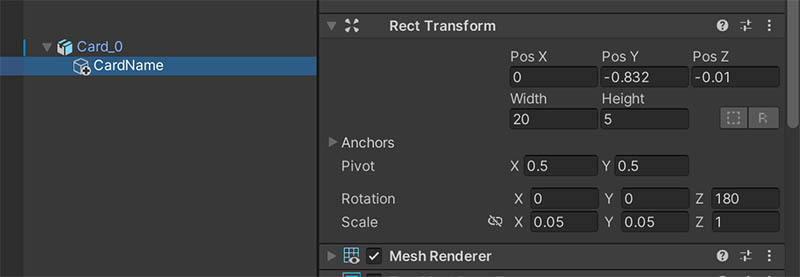 Rect Transform
Card_0
CardName
Pos X Pos Y Pos Z
0 -0.832 -0.01
Width Height
20 5
R
Anchors
Pivot X 0.5 Y 0.5
Rotation X 0 Y 0 Z 180
Scale X 0.05 Y 0.05 Z 1
Mesh Renderer